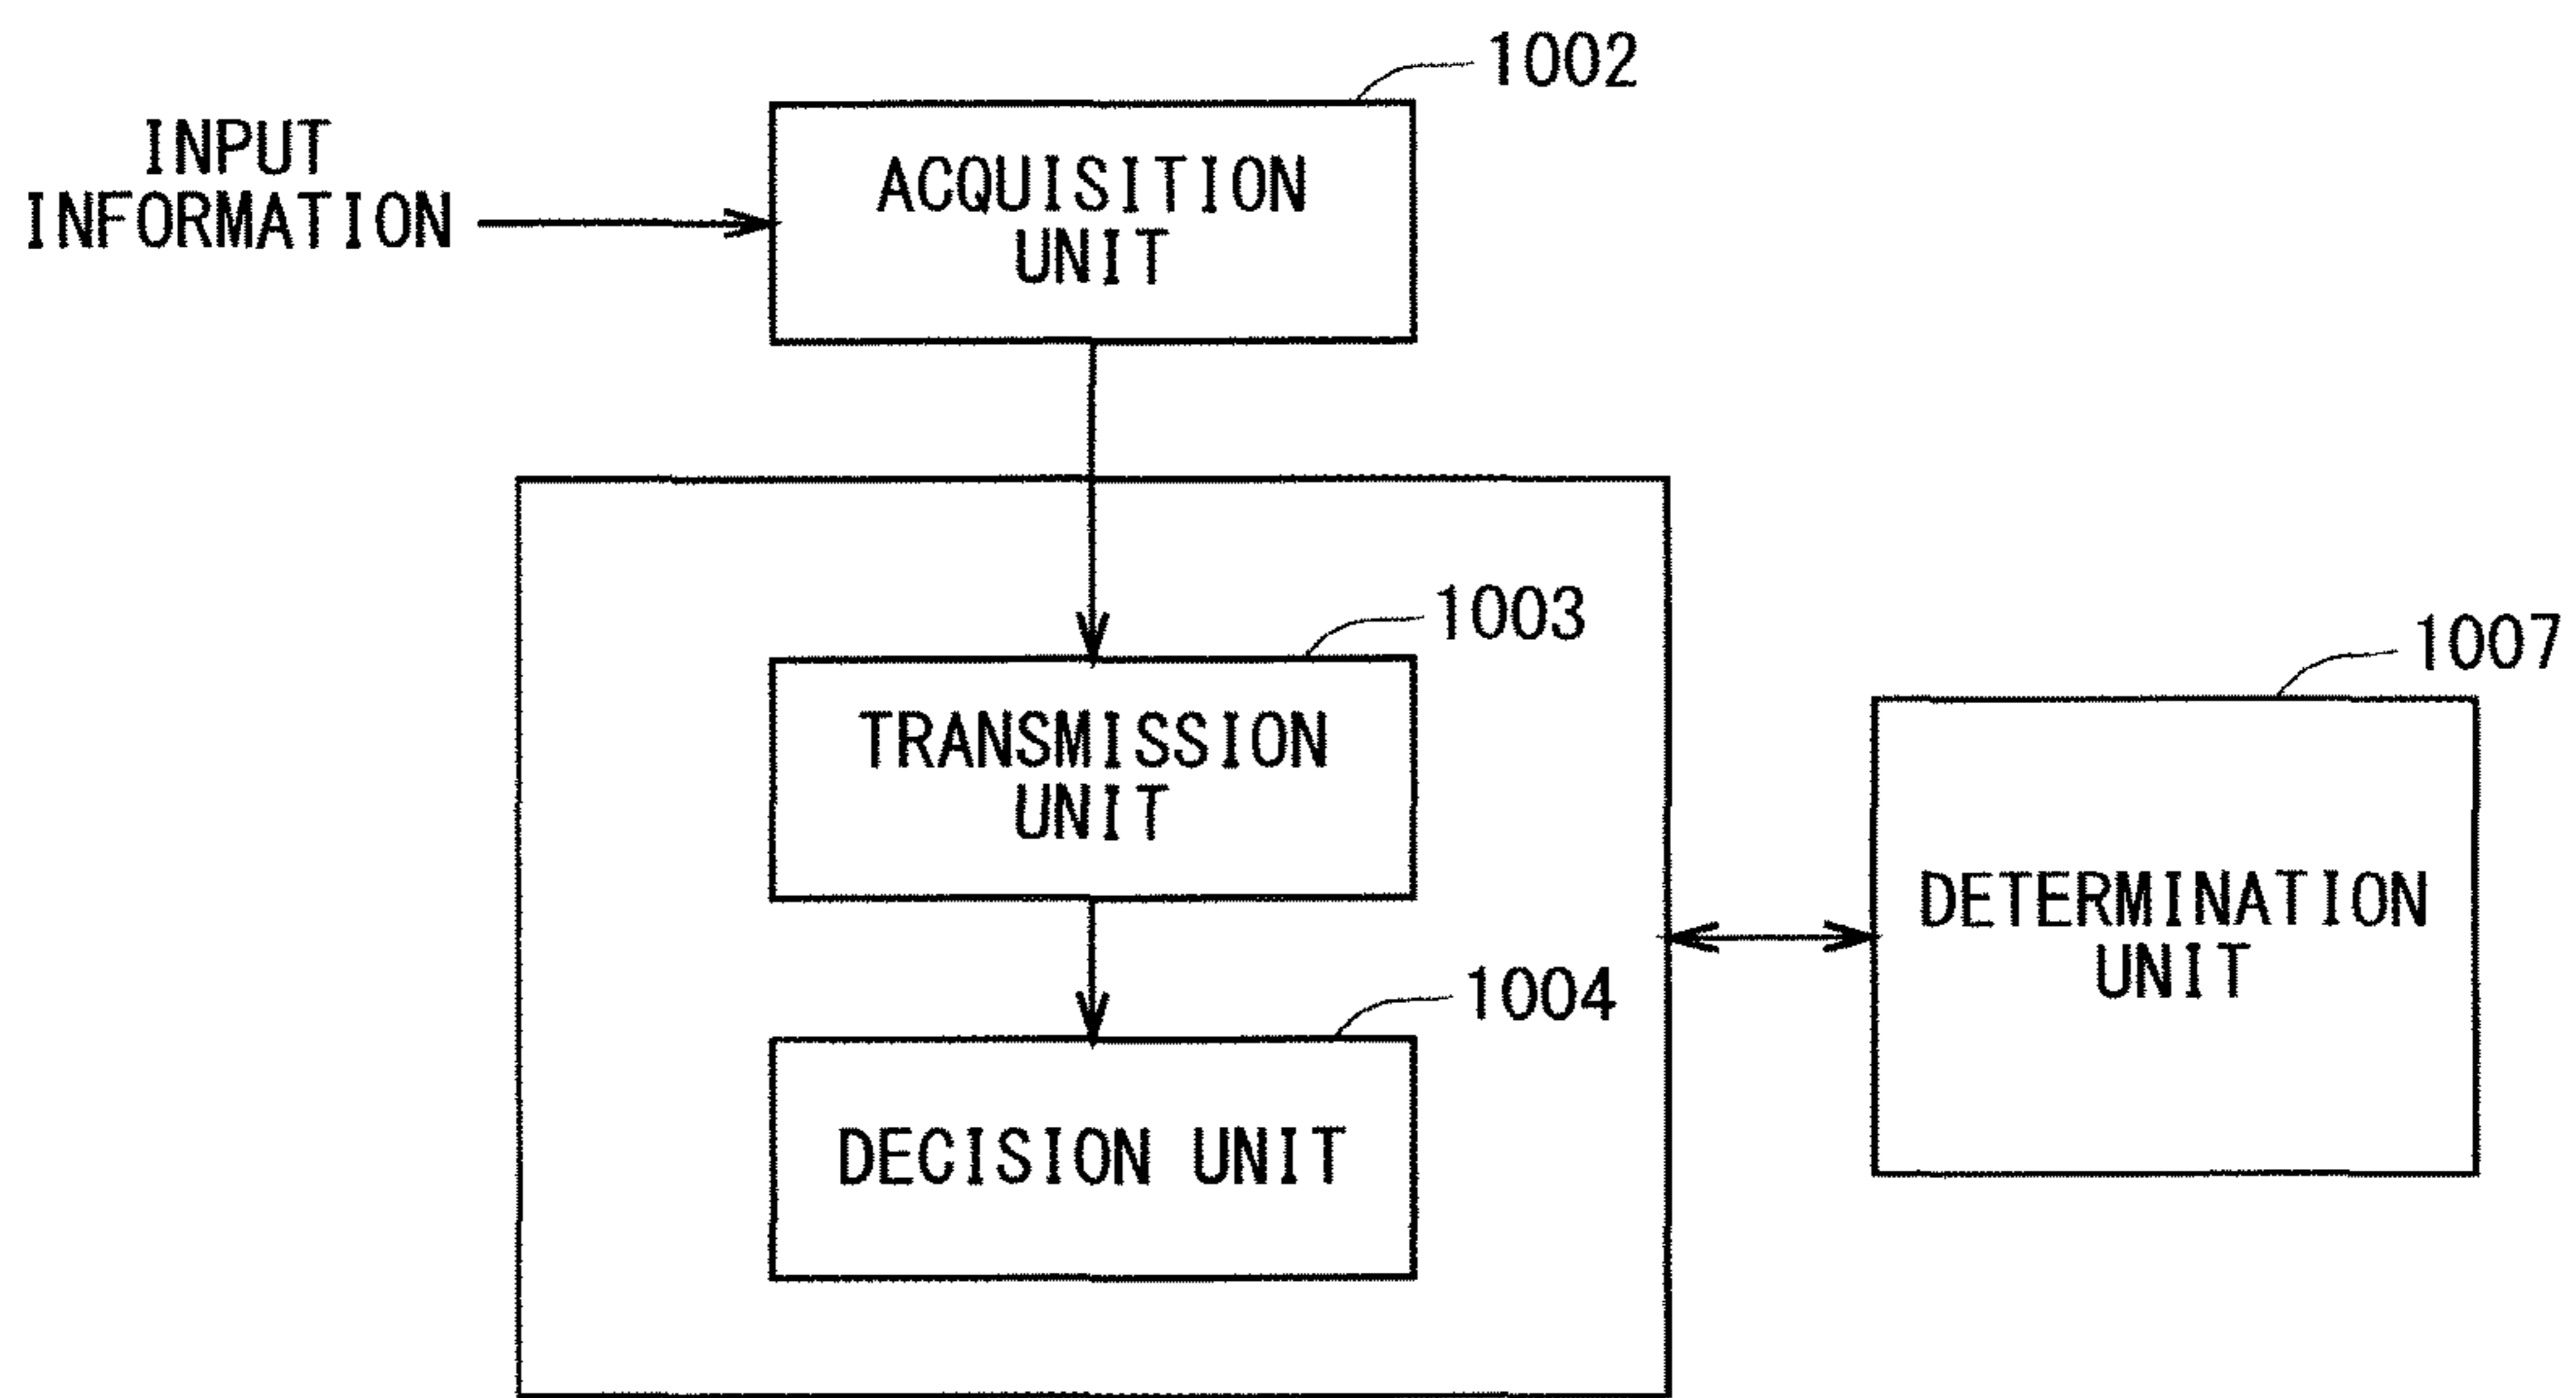 1002
INPUT
INFORMATION
ACQUISITION
UNIT
1003
TRANSMISSION
UNIT
1007
DETERMINATION
UNIT
1004
DECISION UNIT